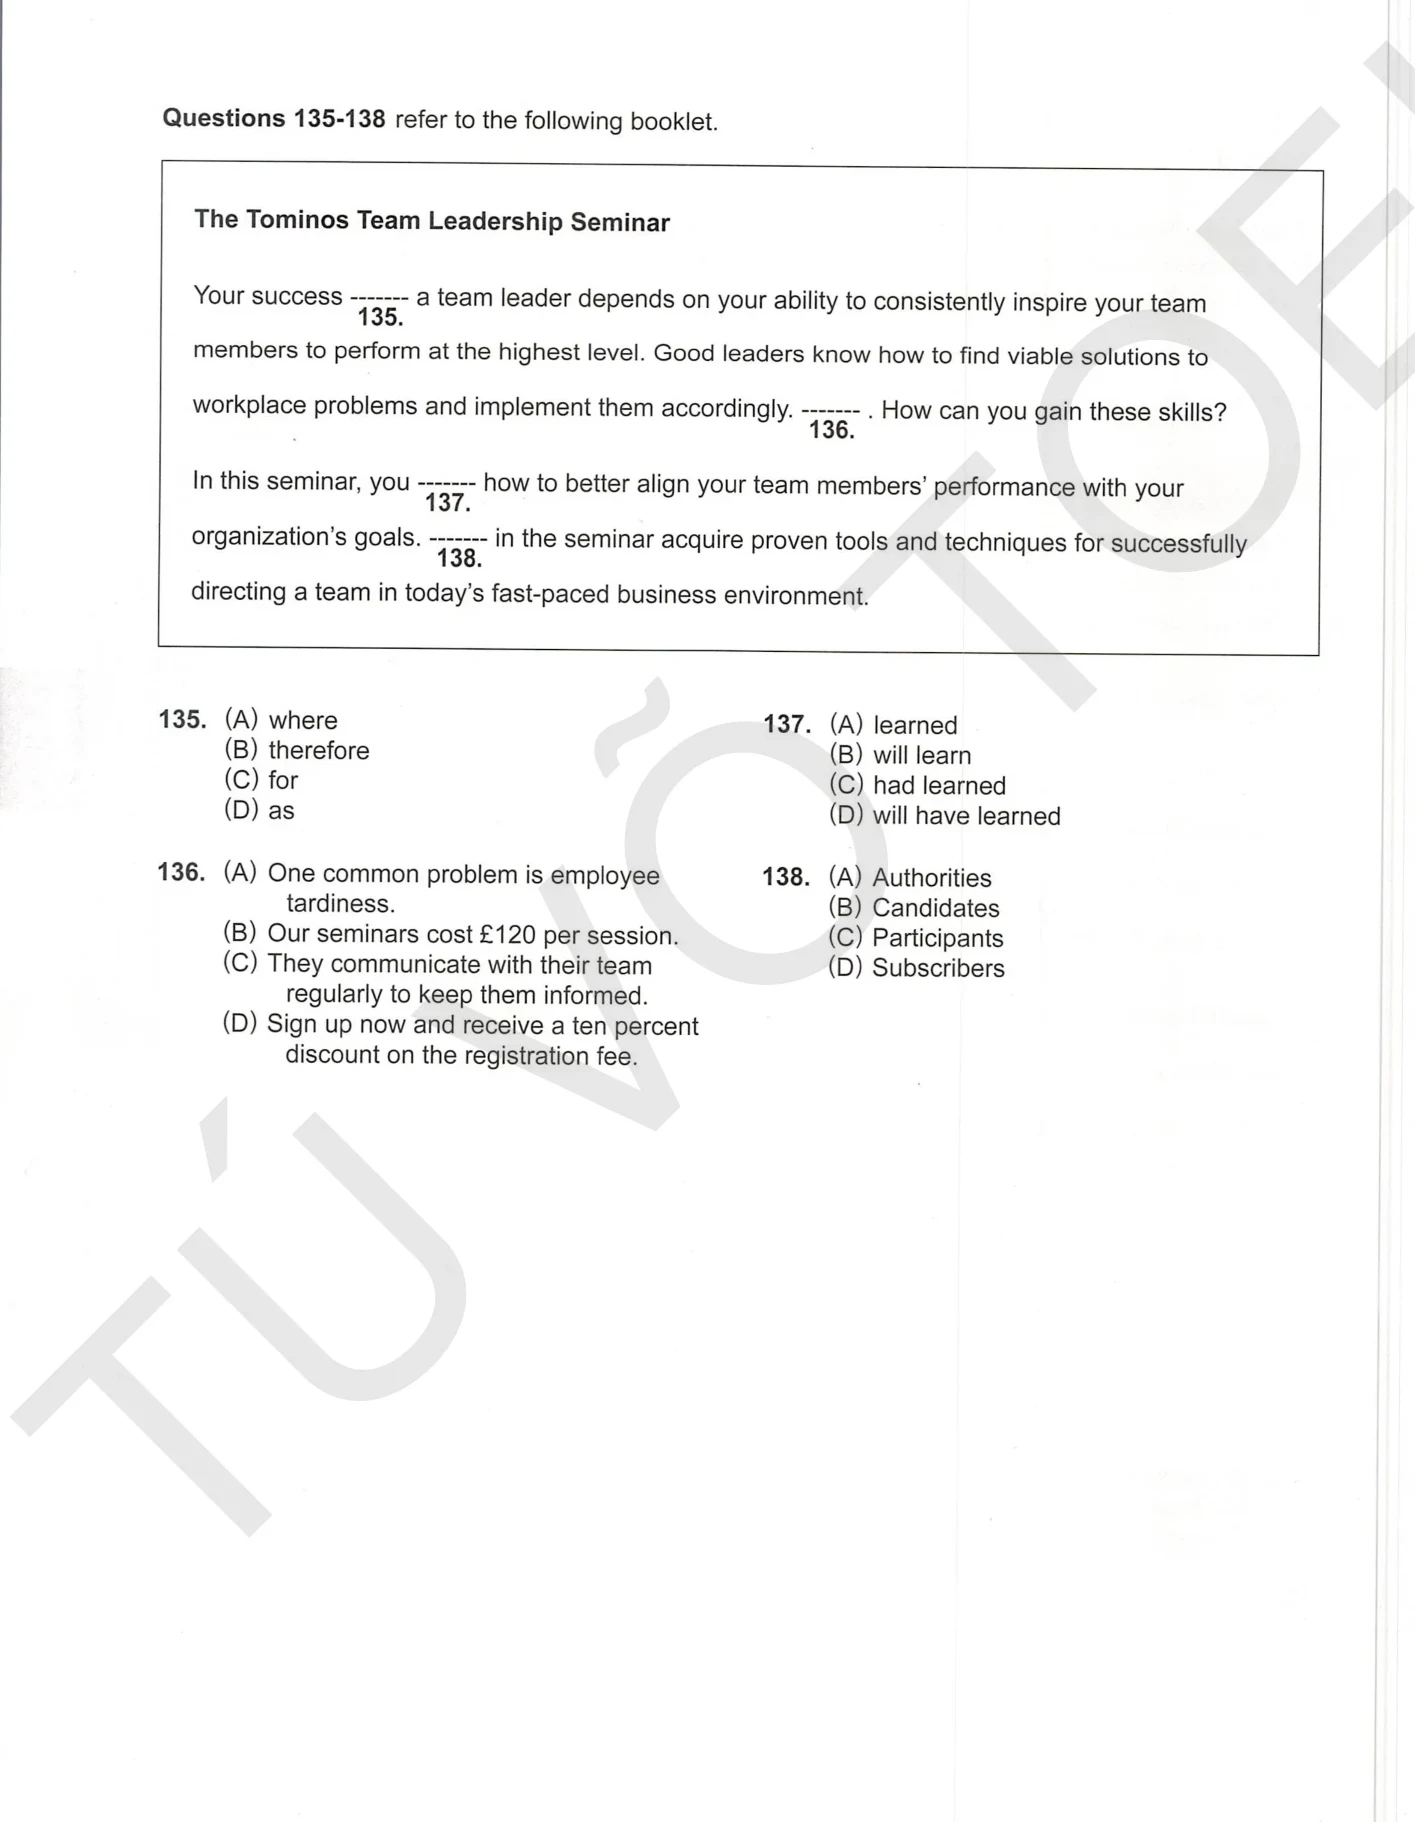 Questions 135-138 refer to the following booklet.
The Tominos Team Leadership Seminar
Your success ------- a team leader depends on your ability to consistently inspire your team
135.
members to perform at the highest level. Good leaders know how to find viable solutions to
workplace problems and implement them accordingly. ------- . How can you gain these skills?
136.
In this seminar, you ------- how to better align your team members' performance with your
137.
organization's goals. ------- in the seminar acquire proven tools and techniques for successfully
138.
directing a team in today's fast-paced business environment.
135. (A) where
(B) therefore
(C) for
(D) as
136. (A) One common problem is employee
tardiness.
(B) Our seminars cost £120 per session.
(C) They communicate with their team
regularly to keep them informed.
(D) Sign up now and receive a ten percent
discount on the registration fee.
137. (A) learned
(B) will learn
(C) had learned
(D) will have learned
138. (A) Authorities
(B) Candidates
(C) Participants
(D) Subscribers
TÚ VÕ TOEI